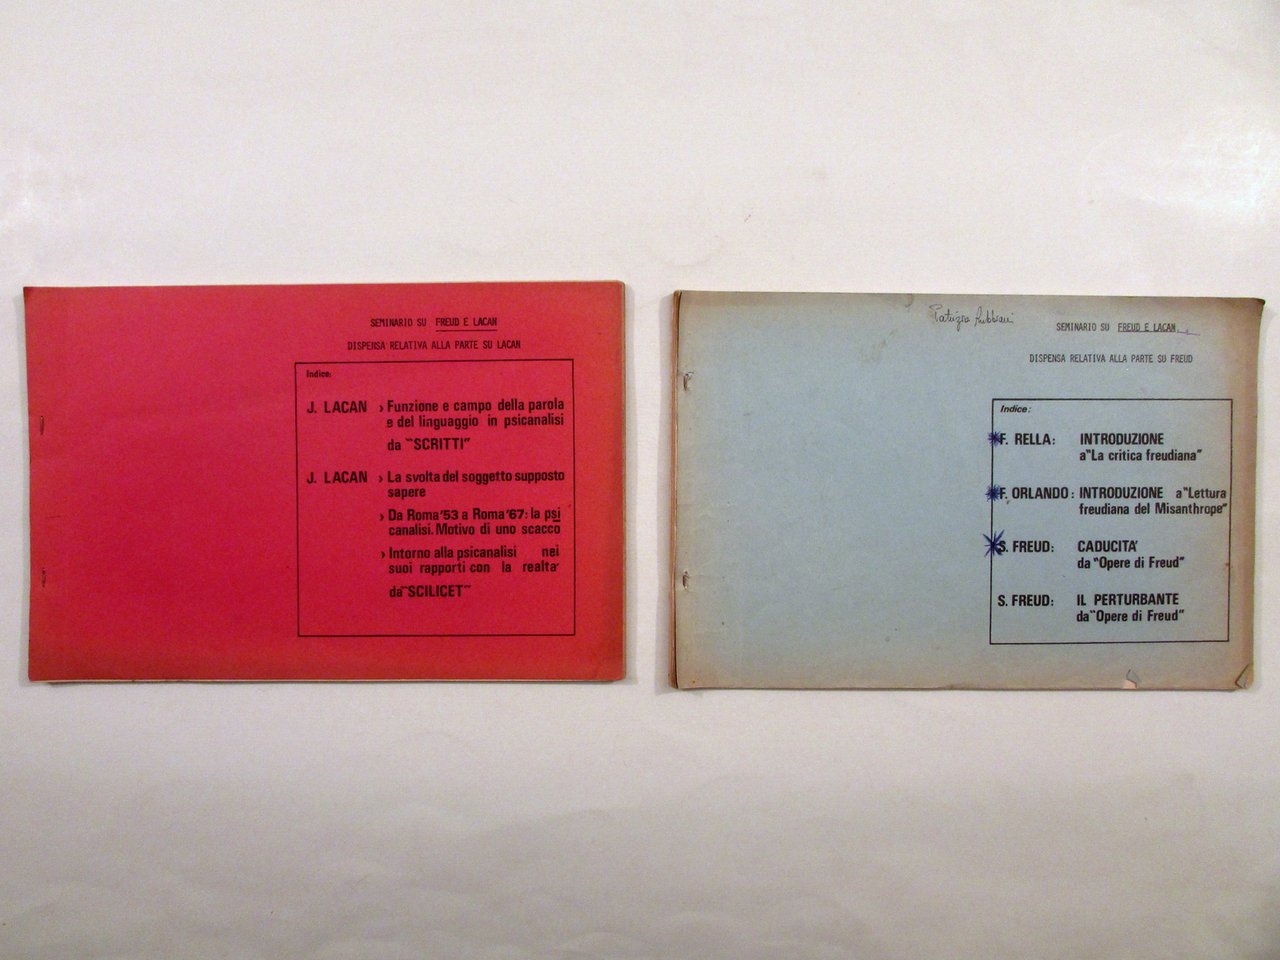 SEMINARIO SU FREUD E LACAN
DISPENSA RELATIVA ALLA PARTE SU LACAN
Indice:
J. LACAN › Funzione e campo della parola
e del linguaggio in psicanalisi
da "SCRITTI"
J. LACAN › La svolta del soggetto supposto
sapere
› Da Roma '53 a Roma '67: la psi
canalisi. Motivo di uno scacco
› Intorno alla psicanalisi nei
suoi rapporti con la realta'
da "SCILICET"
Patrizia
SEMINARIO SU FREUD E LACAN
DISPENSA RELATIVA ALLA PARTE SU FREUD
Indice:
F. RELLA: INTRODUZIONE
a "La critica freudiana"
F. ORLANDO: INTRODUZIONE a "Lettura
freudiana del Misanthrope"
S. FREUD: CADUCITA'
da "Opere di Freud"
S. FREUD: IL PERTURBANTE
da "Opere di Freud"